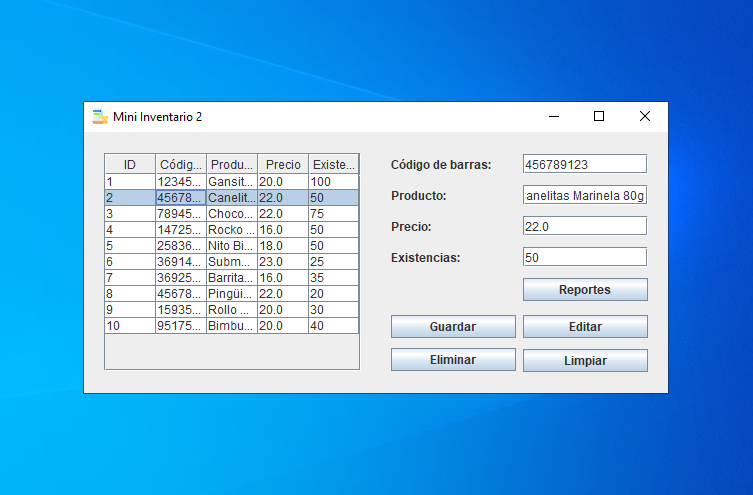 Mini Inventario 2
ID Códig... Produ... Precio Existe...
1 12345... Gansit... 20.0 100
2 45678... Canelit... 22.0 50
3 78945... Choco... 22.0 75
4 14725... Rocko ... 16.0 50
5 25836... Nito Bi... 18.0 50
6 36914... Subm... 23.0 25
7 36925... Barrita... 16.0 35
8 45678... Pingüi... 22.0 20
9 15935... Rollo ... 20.0 30
10 95175... Bimbu... 20.0 40
Código de barras: 456789123
Producto: anelitas Marinela 80g
Precio: 22.0
Existencias: 50
Reportes
Guardar Editar
Eliminar Limpiar